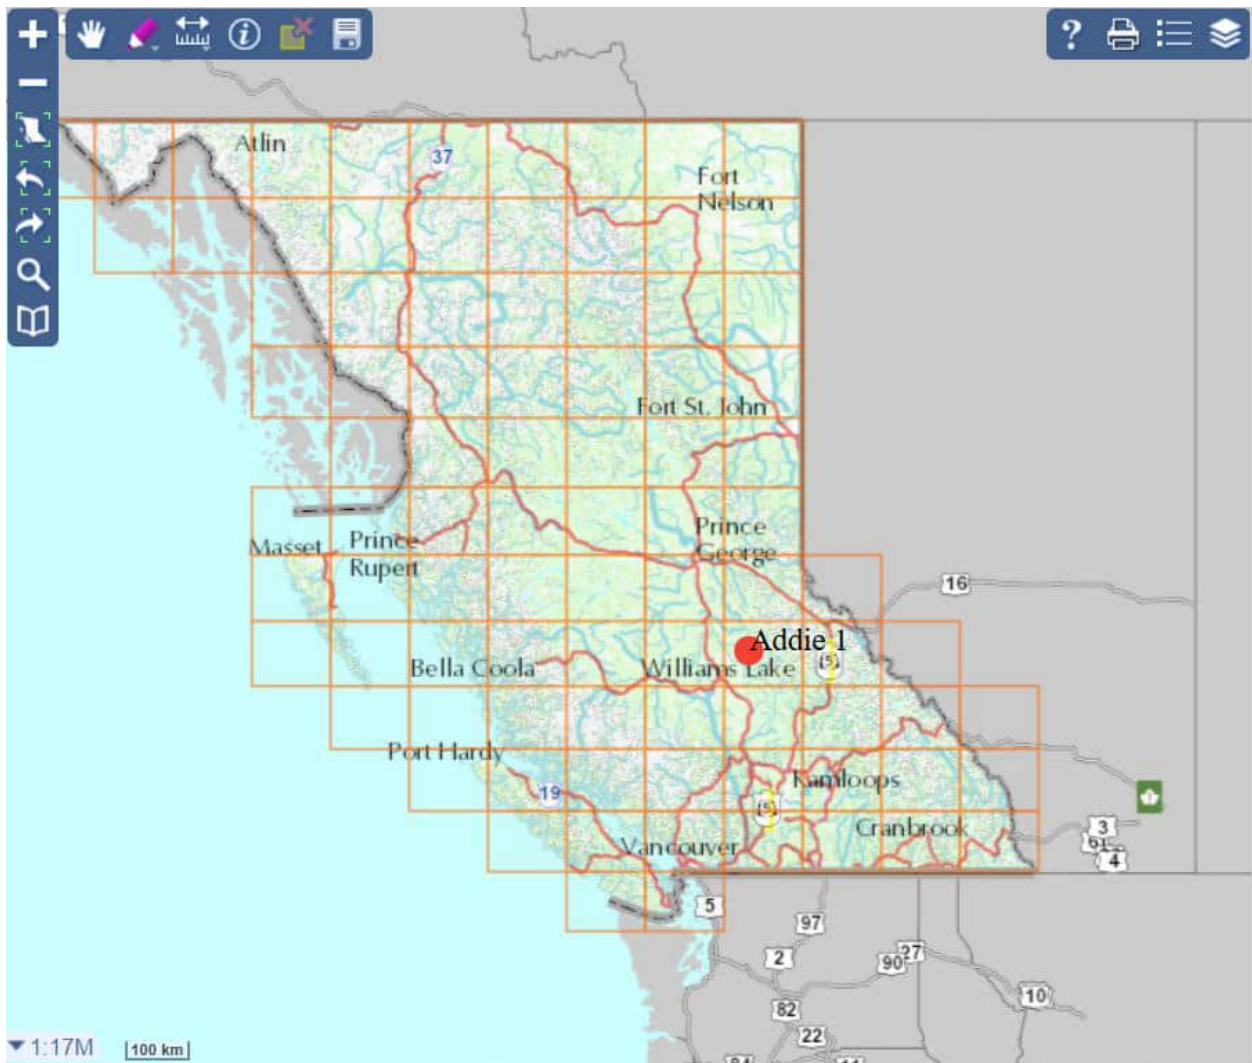 Atlin
37
Fort
Nelson
Fort St. John
Prince
George
Masset
Prince
Rupert
16
Addie 1
Bella Coola
Williams Lake
(5)
Port Hardy
19
Kamloops
(5)
Cranbrook
Vancouver
3
4
5
97
2
90
27
10
82
22
1:17M
100 km